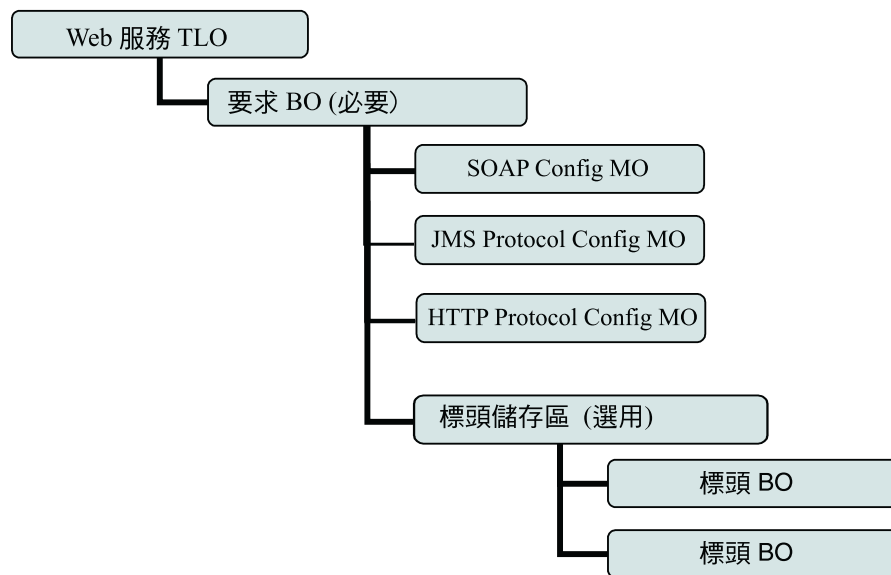 Web 服務 TLO
要求 BO (必要)
SOAP Config MO
JMS Protocol Config MO
HTTP Protocol Config MO
標頭儲存區 (選用)
標頭 BO
標頭 BO